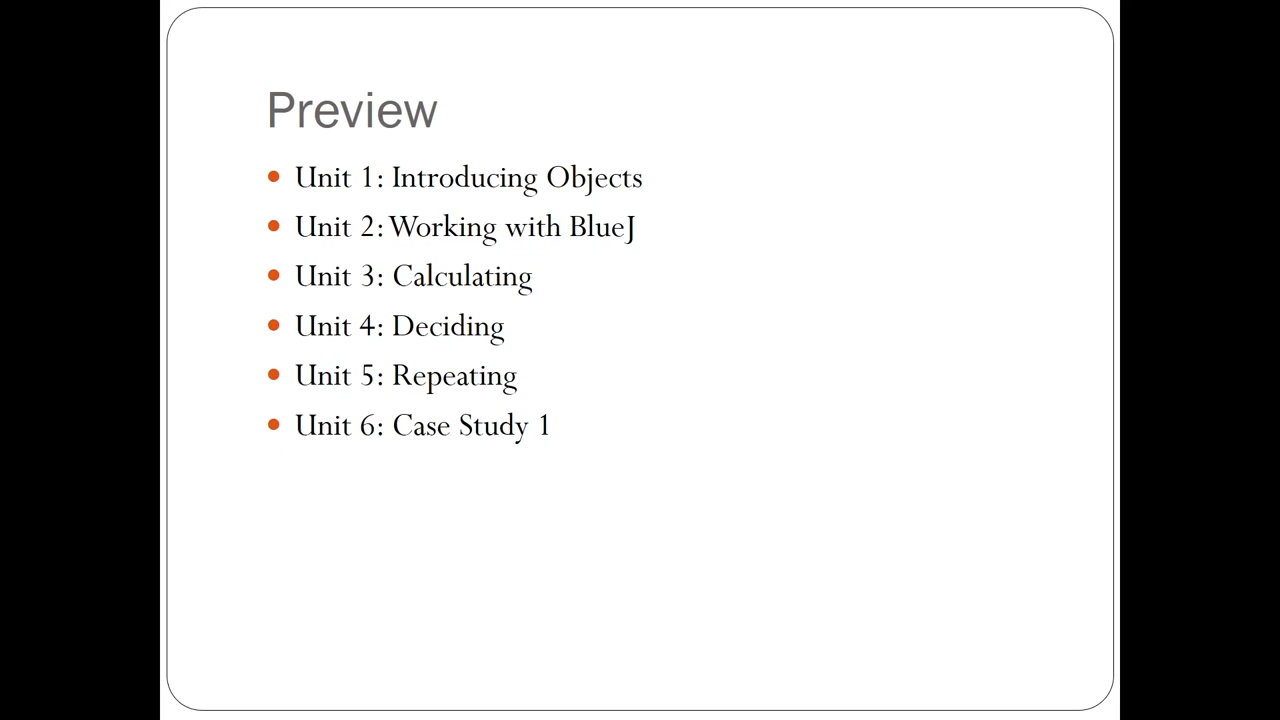 Preview
Unit 1: Introducing Objects
Unit 2: Working with BlueJ
Unit 3: Calculating
Unit 4: Deciding
Unit 5: Repeating
Unit 6: Case Study 1